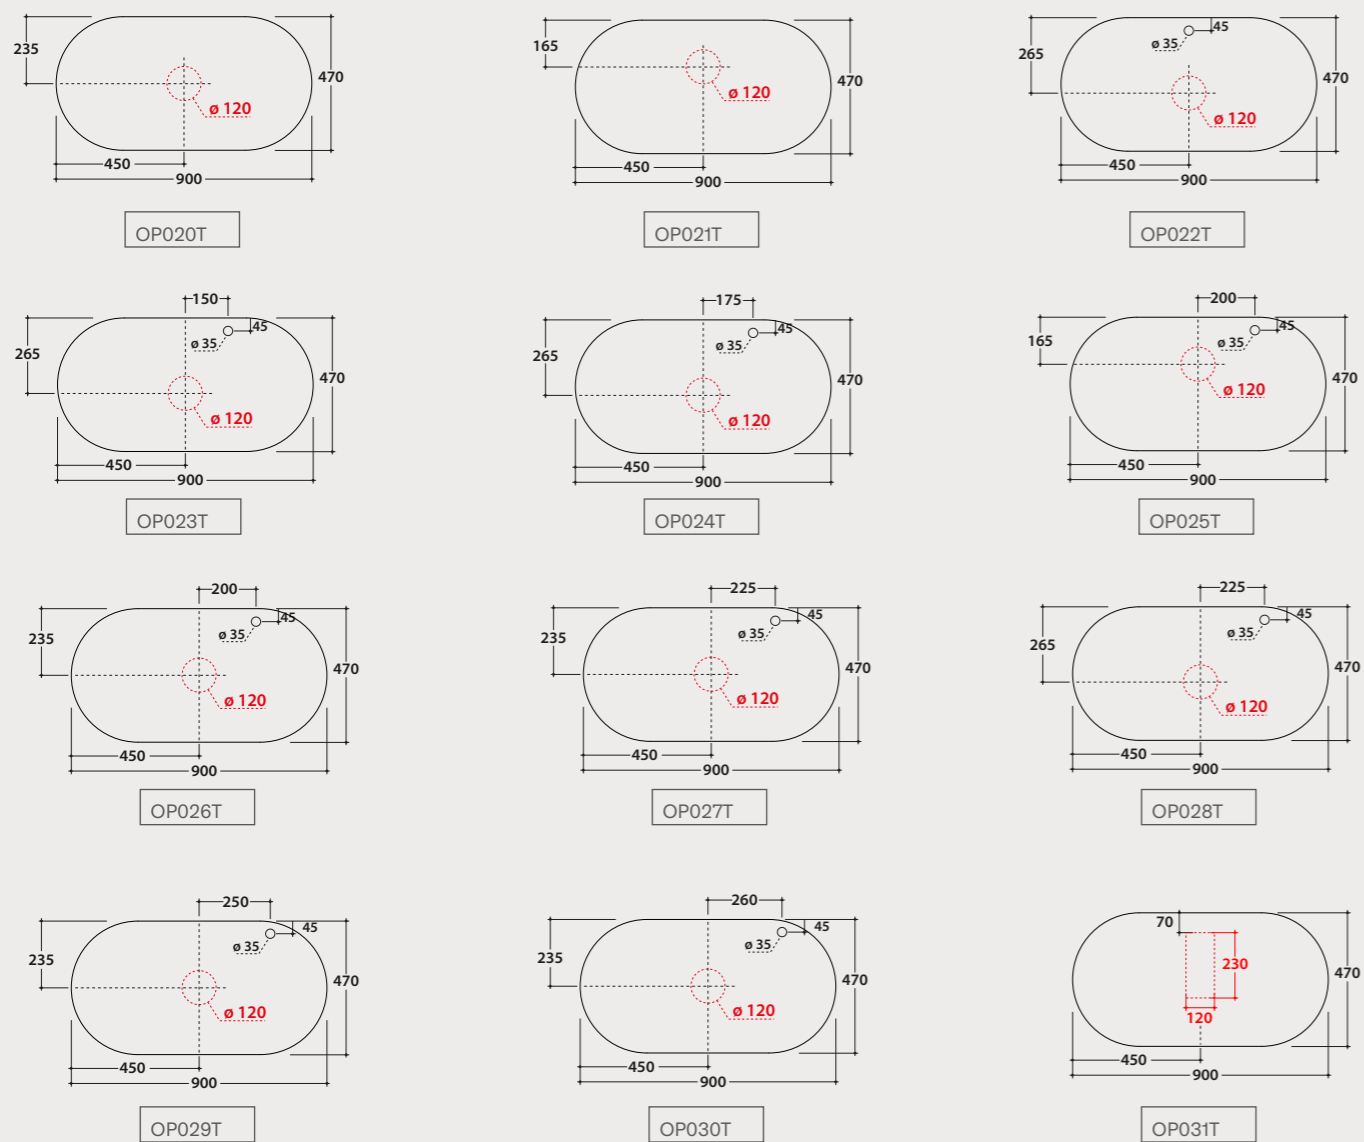 235
470
ø 120
450
900
OP020T
165
470
ø 120
450
900
OP021T
45
ø 35
265
470
ø 120
450
900
OP022T
150
45
ø 35
265
470
ø 120
450
900
OP023T
175
45
ø 35
265
470
ø 120
450
900
OP024T
200
45
ø 35
165
470
ø 120
450
900
OP025T
200
45
ø 35
235
470
ø 120
450
900
OP026T
225
45
ø 35
235
470
ø 120
450
900
OP027T
225
45
ø 35
265
470
ø 120
450
900
OP028T
250
45
ø 35
235
470
ø 120
450
900
OP029T
260
45
ø 35
235
470
ø 120
450
900
OP030T
70
230
470
120
450
900
OP031T